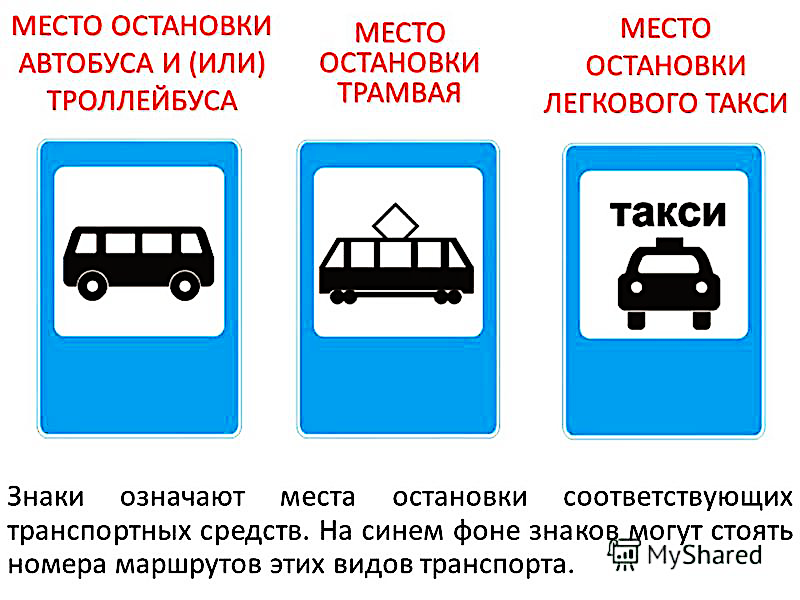 МЕСТО ОСТАНОВКИ
АВТОБУСА И (ИЛИ)
ТРОЛЛЕЙБУСА
МЕСТО
ОСТАНОВКИ
ТРАМВАЯ
МЕСТО
ОСТАНОВКИ
ЛЕГКОВОГО ТАКСИ
такси
Знаки означают места остановки соответствующих
транспортных средств. На синем фоне знаков могут стоять
номера маршрутов этих видов транспорта.
MyShared